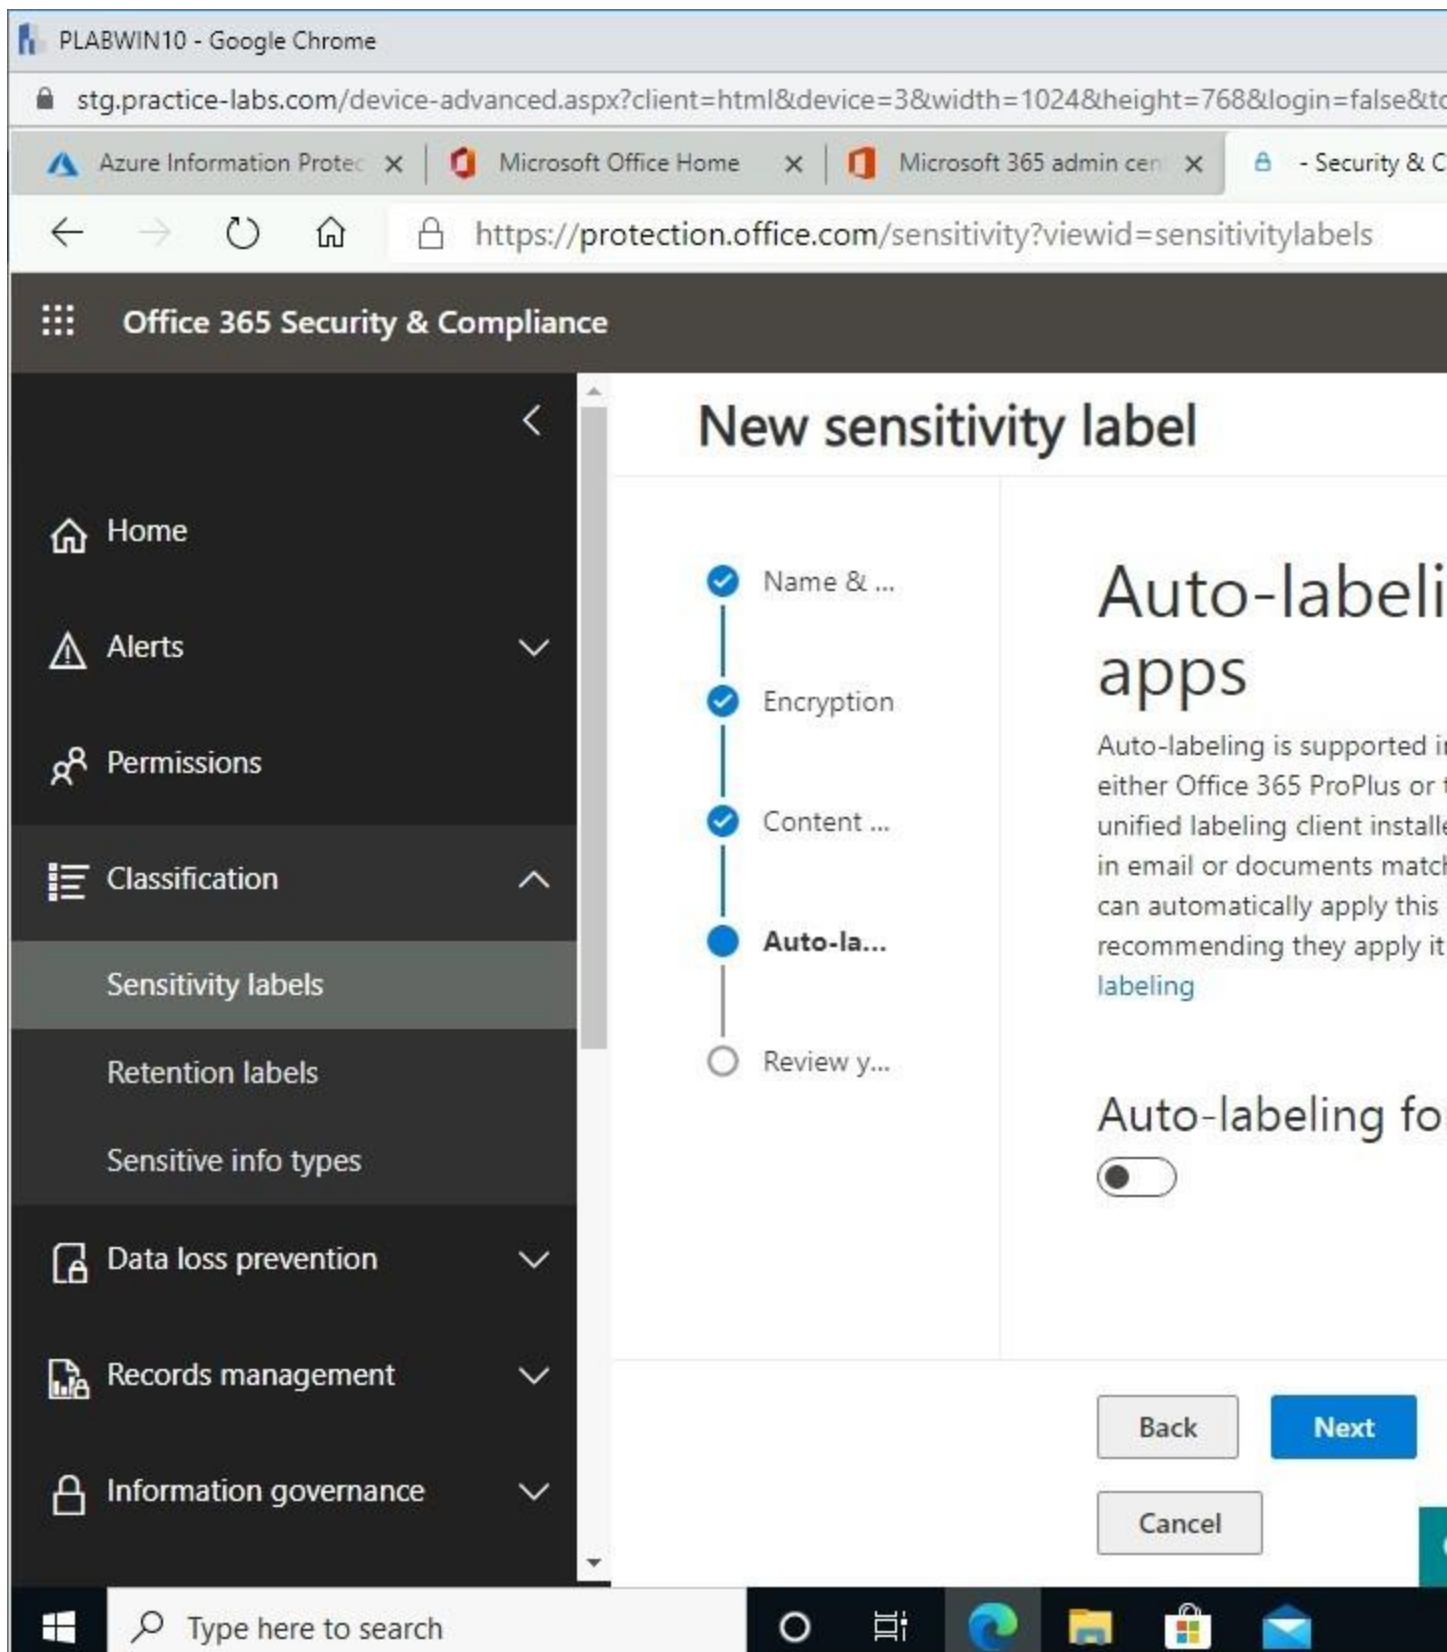 PLABWIN10 - Google Chrome
stg.practice-labs.com/device-advanced.aspx?client=html&device=3&width=1024&height=768&login=false&
Azure Information Protec
Microsoft Office Home
Microsoft 365 admin cen
- Security & C
https://protection.office.com/sensitivity?viewid=sensitivitylabels
Office 365 Security & Compliance
Home
Alerts
Permissions
Classification
Sensitivity labels
Retention labels
Sensitive info types
Data loss prevention
Records management
Information governance
New sensitivity label
Name & ...
Encryption
Content ...
Auto-la...
Review y...
Auto-labeli
apps
Auto-labeling is supported
either Office 365 ProPlus or
unified labeling client
in email or documents
can automatically apply this
recommending they apply it
labeling
Auto-labeling
Back
Next
Cancel
Type here to search